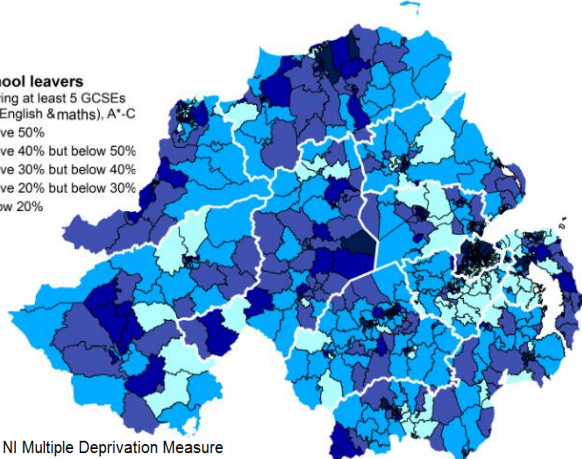 hool leavers
ving at least 5 GCSEs
English & maths), A*-C
ve 50%
ve 40% but below 50%
ve 30% but below 40%
ve 20% but below 30%
ow 20%
NI Multiple Deprivation Measure